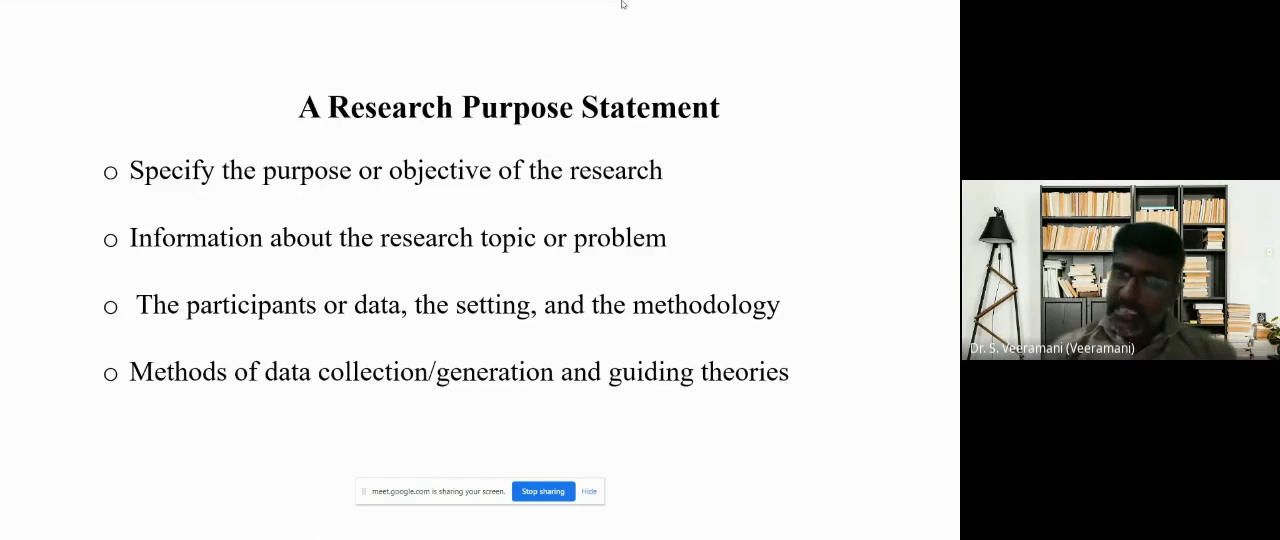 A Research Purpose Statement
Specify the purpose or objective of the research
Information about the research topic or problem
The participants or data, the setting, and the methodology
Methods of data collection/generation and guiding theories
meet.google.com is sharing your screen. Stop sharing Hide
Dr. S. Veeramani (Veeramani)